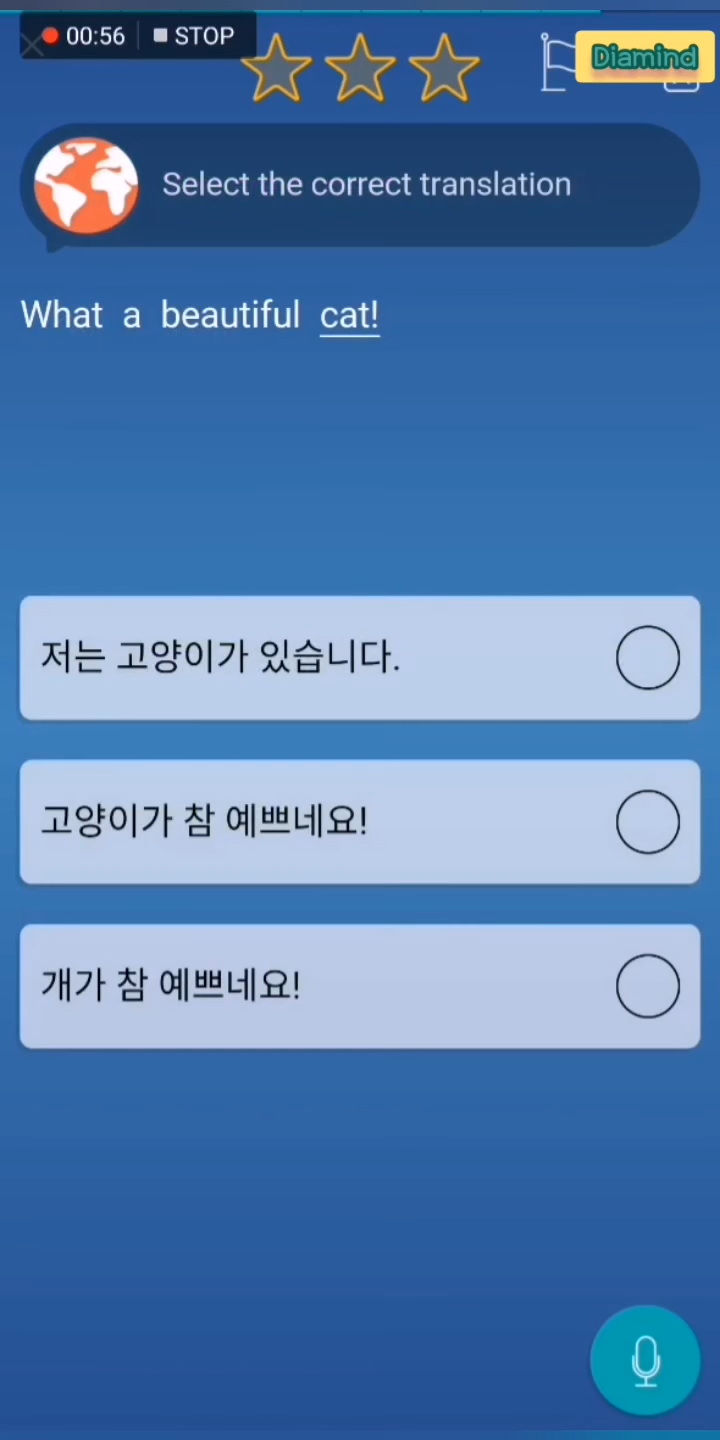 00:56 STOP
Diamind
Select the correct translation
What a beautiful cat!
저는 고양이가 있습니다.
고양이가 참 예쁘네요!
개가 참 예쁘네요!